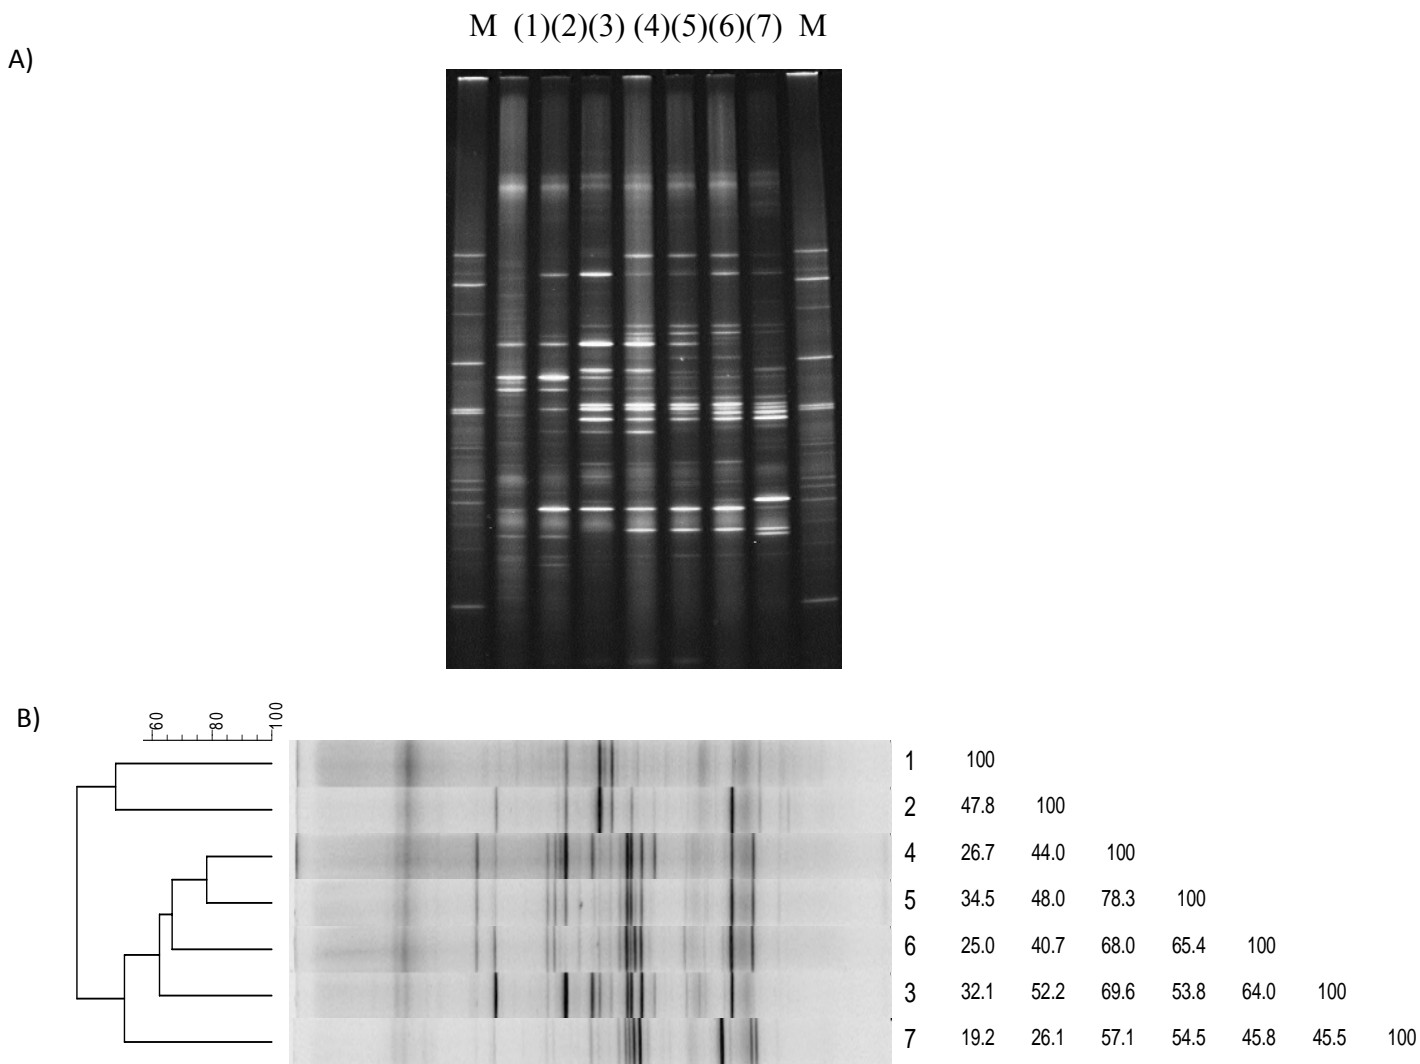 M (1)(2)(3) (4)(5)(6)(7) M
A)
B)
60 80 100
1 100
2 47.8 100
4 26.7 44.0 100
5 34.5 48.0 78.3 100
6 25.0 40.7 68.0 65.4 100
3 32.1 52.2 69.6 53.8 64.0 100
7 19.2 26.1 57.1 54.5 45.8 45.5 100